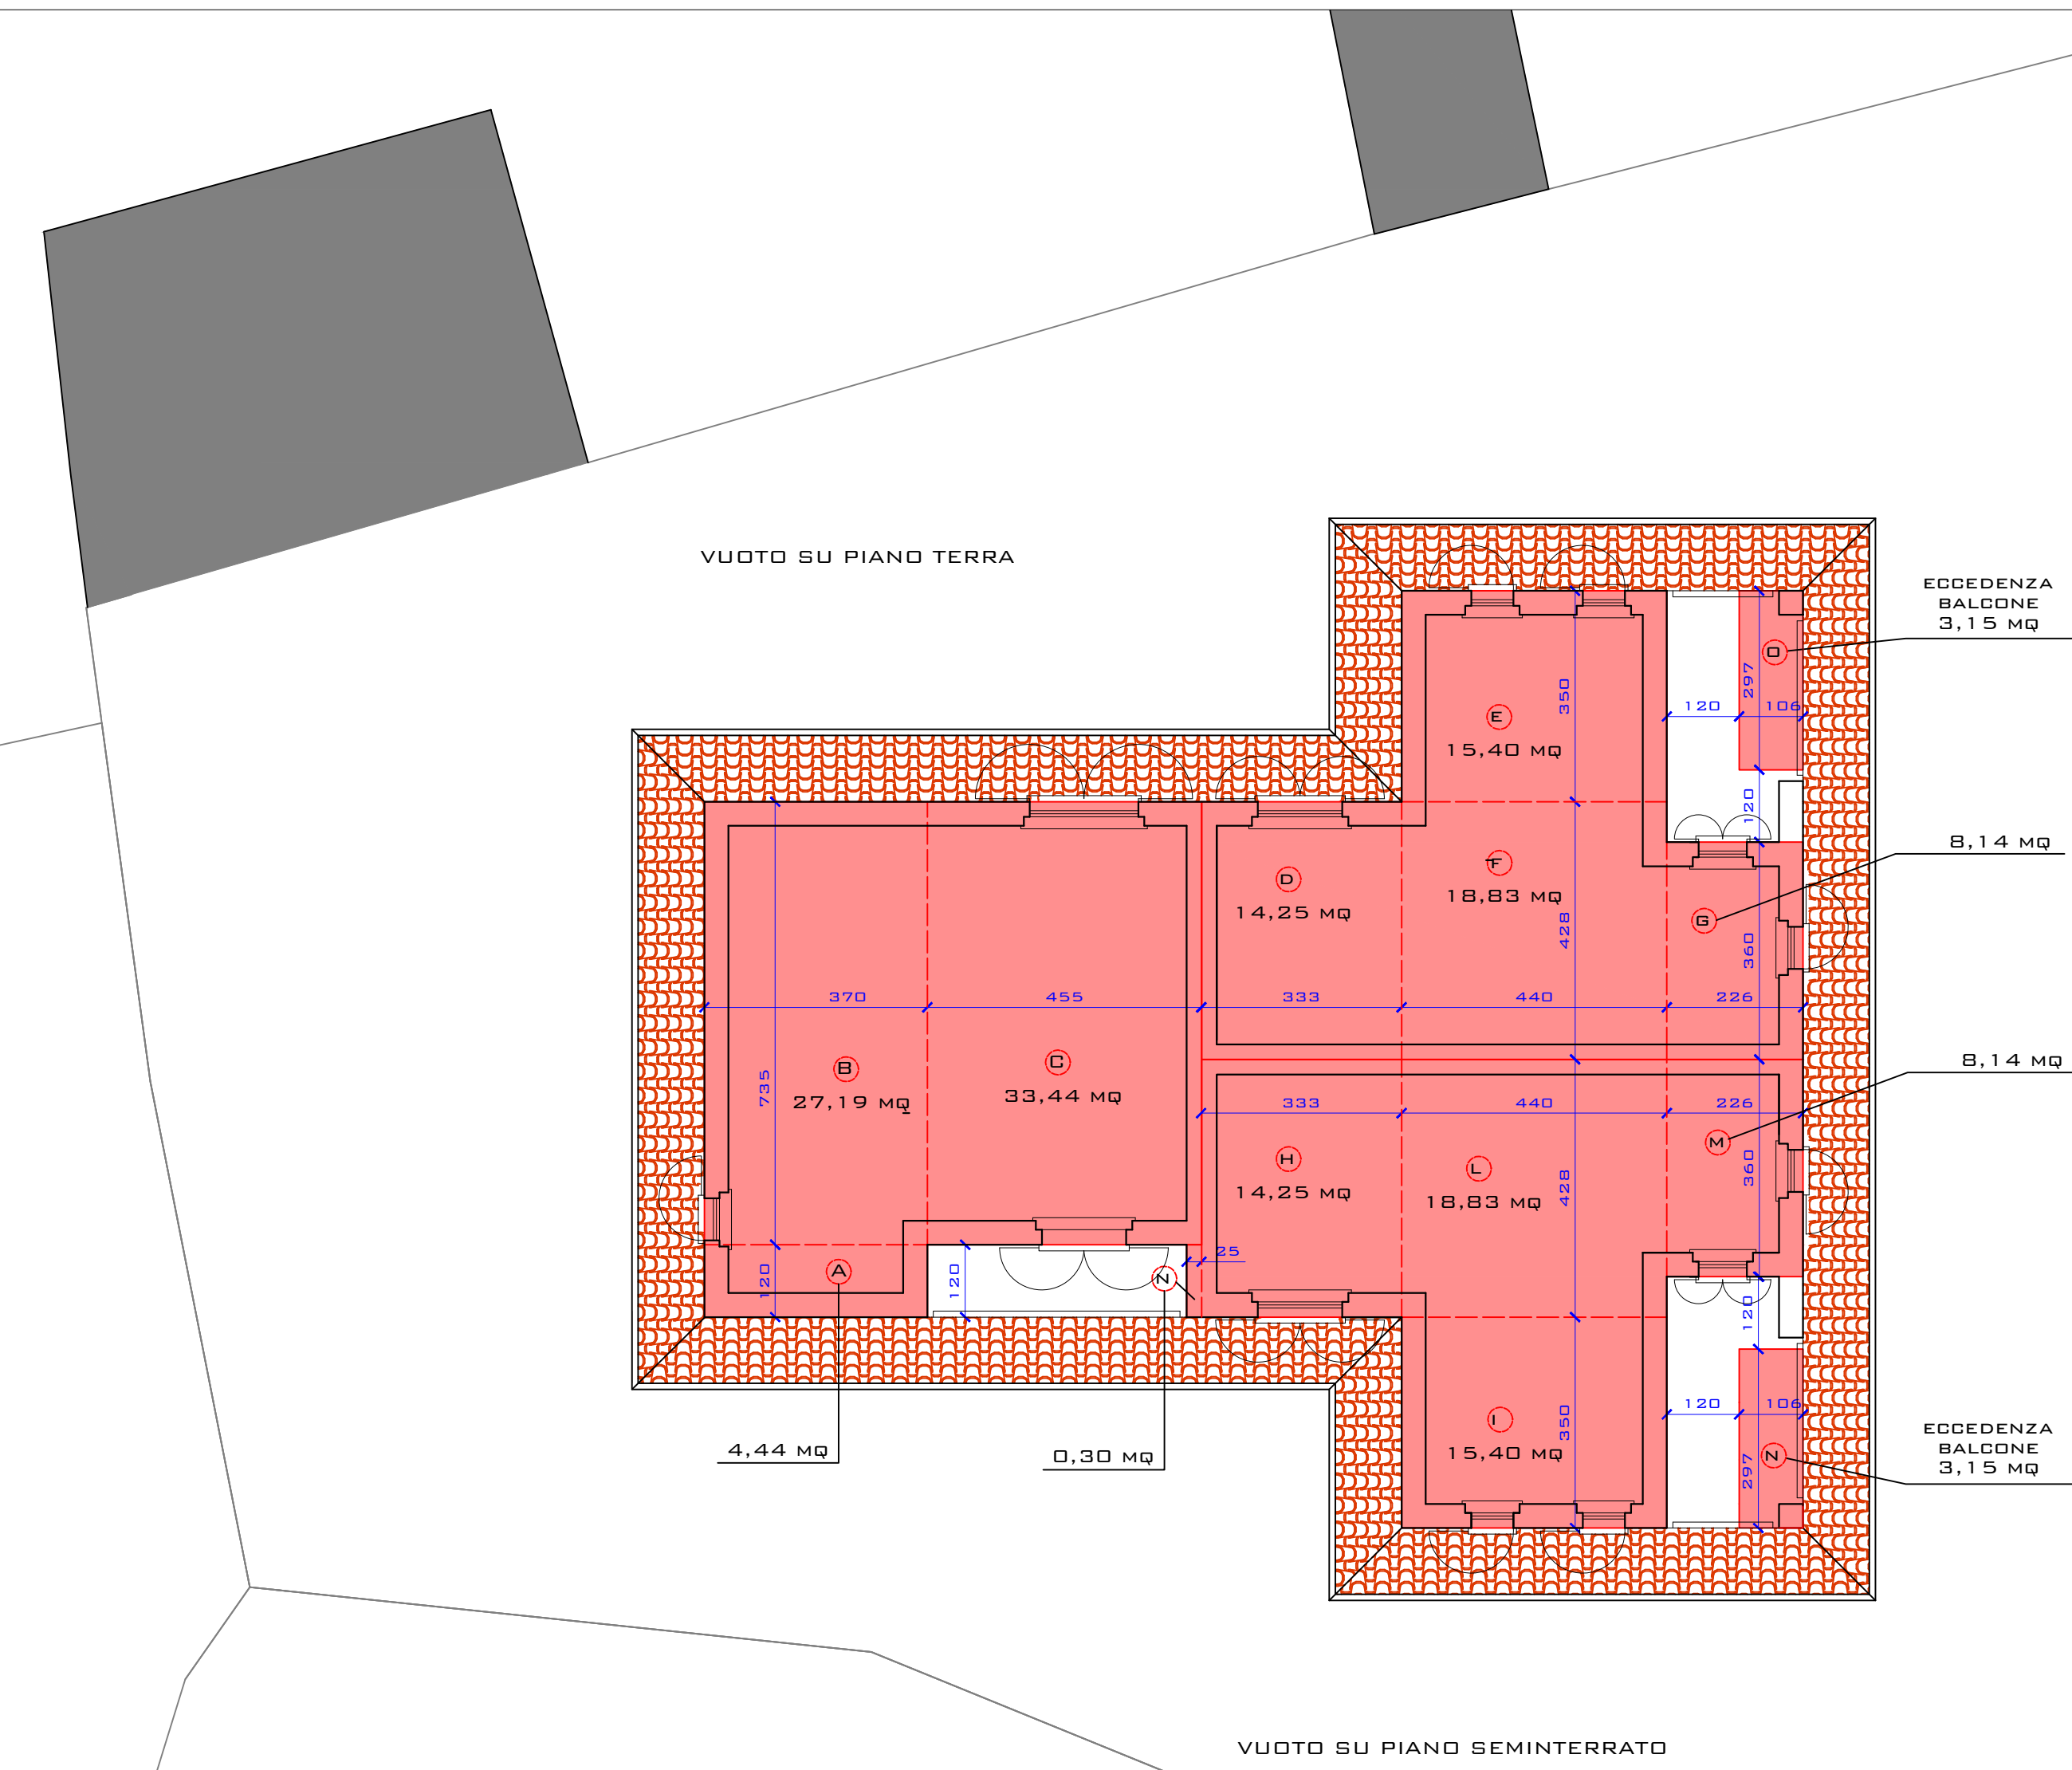 VUOTO SU PIANO TERRA
ECCEDENZA
BALCONE
3,15 MQ
O
297
120
106
350
E
15,40 MQ
120
8,14 MQ
D
14,25 MQ
F
18,83 MQ
G
428
360
370
455
333
440
226
B
27,19 MQ
C
33,44 MQ
735
8,14 MQ
333
440
226
M
H
14,25 MQ
L
18,83 MQ
428
360
25
A
120
120
N
120
120
106
350
I
15,40 MQ
N
297
ECCEDENZA
BALCONE
3,15 MQ
4,44 MQ
0,30 MQ
VUOTO SU PIANO SEMINTERRATO